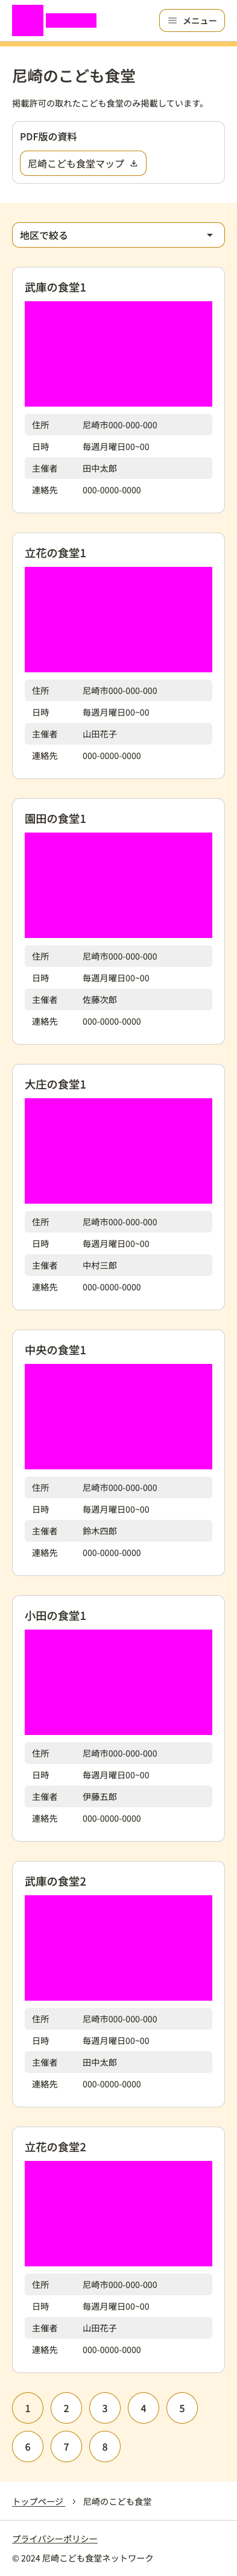 メニュー
尼崎のこども食堂
掲載許可の取れたこども食堂のみ掲載しています。
PDF版の資料
尼崎こども食堂マップ
地区で絞る
武庫の食堂1
住所 尼崎市000-000-000
日時 毎週月曜日00~00
主催者 田中太郎
連絡先 000-0000-0000
立花の食堂1
住所 尼崎市000-000-000
日時 毎週月曜日00~00
主催者 山田花子
連絡先 000-0000-0000
園田の食堂1
住所 尼崎市000-000-000
日時 毎週月曜日00~00
主催者 佐藤次郎
連絡先 000-0000-0000
大庄の食堂1
住所 尼崎市000-000-000
日時 毎週月曜日00~00
主催者 中村三郎
連絡先 000-0000-0000
中央の食堂1
住所 尼崎市000-000-000
日時 毎週月曜日00~00
主催者 鈴木四郎
連絡先 000-0000-0000
小田の食堂1
住所 尼崎市000-000-000
日時 毎週月曜日00~00
主催者 伊藤五郎
連絡先 000-0000-0000
武庫の食堂2
住所 尼崎市000-000-000
日時 毎週月曜日00~00
主催者 田中太郎
連絡先 000-0000-0000
立花の食堂2
住所 尼崎市000-000-000
日時 毎週月曜日00~00
主催者 山田花子
連絡先 000-0000-0000
1 2 3 4 5
6 7 8
トップページ > 尼崎のこども食堂
プライバシーポリシー
© 2024 尼崎こども食堂ネットワーク